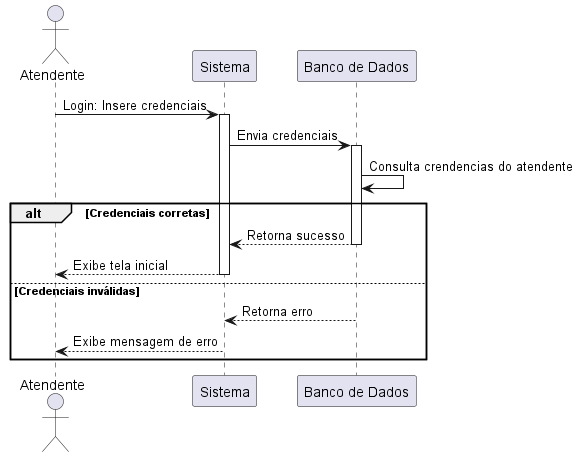 Atendente
Sistema
Banco de Dados
Login: Insere credenciais
Envia credenciais
Consulta crendencias do atendente
alt
[Credenciais corretas]
Retorna sucesso
Exibe tela inicial
[Credenciais inválidas]
Retorna erro
Exibe mensagem de erro
Atendente
Sistema
Banco de Dados